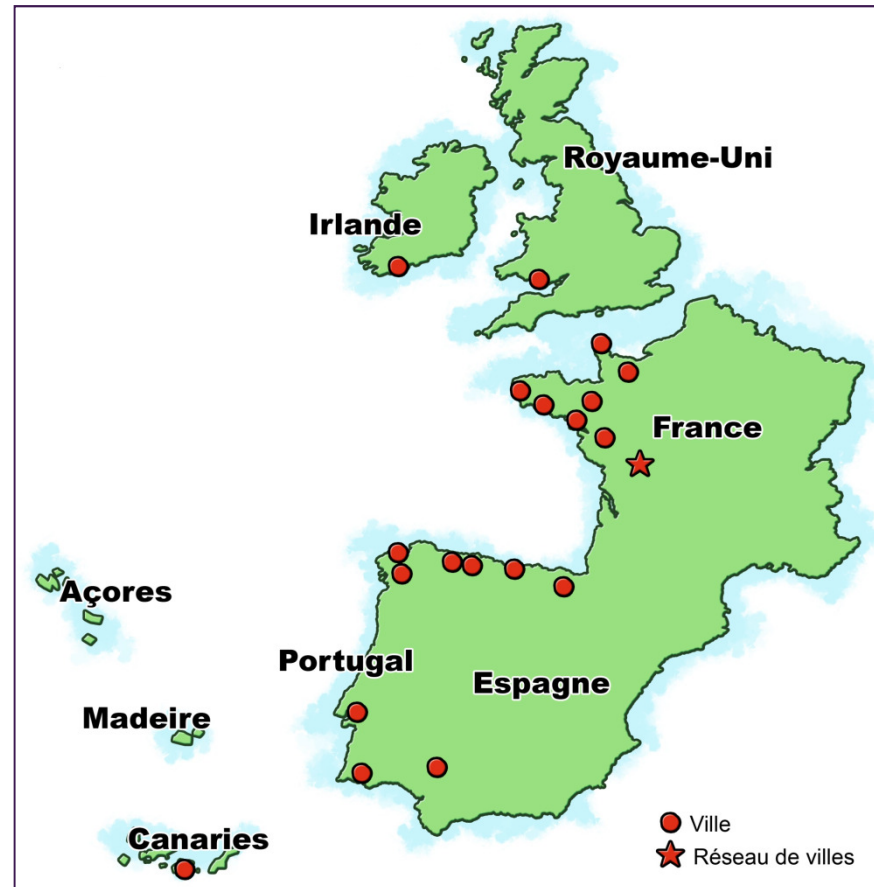 Royaume-Uni
Irlande
France
Açores
Portugal
Espagne
Madeire
Canaries
Ville
Réseau de villes